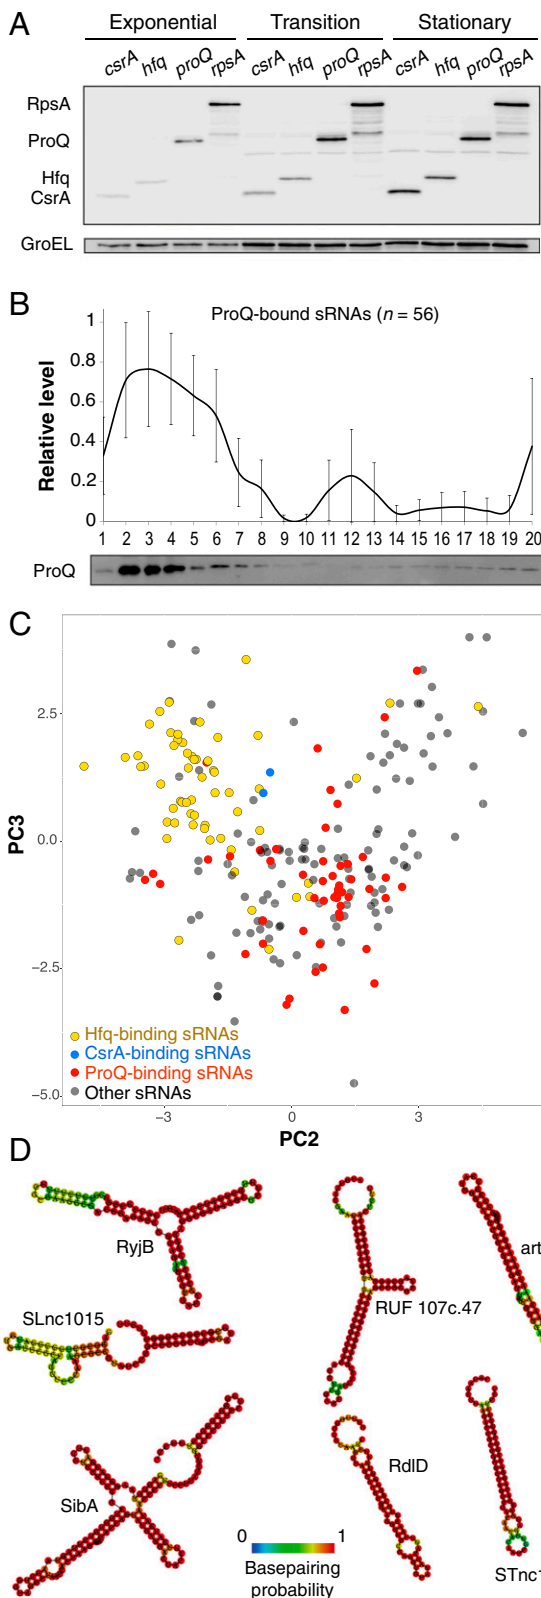 A
Exponential Transition Stationary
csrA hfq proQ rpsA csrA hfq proQ rpsA csrA hfq proQ rpsA
RpsA
ProQ
Hfq
CsrA
GroEL
B
ProQ-bound sRNAs (n = 56)
Relative level
1
0.8
0.6
0.4
0.2
0
1 2 3 4 5 6 7 8 9 10 11 12 13 14 15 16 17 18 19 20
ProQ
C
PC3
2.5
0.0
−2.5
−5.0
Hfq-binding sRNAs
CsrA-binding sRNAs
ProQ-binding sRNAs
Other sRNAs
−3 0 3
PC2
D
RyjB
art
RUF 107c.47
SLnc1015
SibA
RdlD
STnc1
0 1
Basepairing
probability